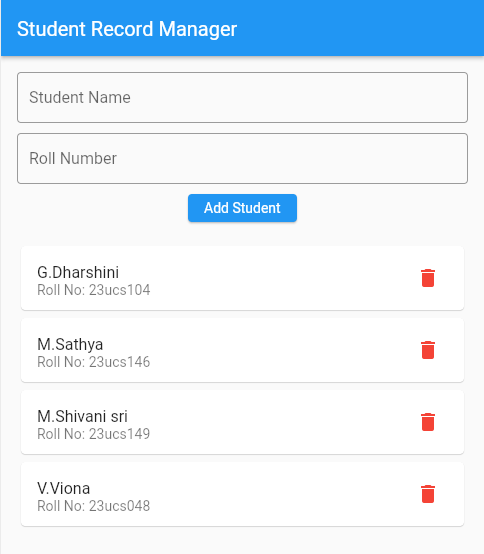 Student Record Manager
Student Name
Roll Number
Add Student
G.Dharshini
Roll No: 23ucs104
M.Sathya
Roll No: 23ucs146
M.Shivani sri
Roll No: 23ucs149
V.Viona
Roll No: 23ucs048